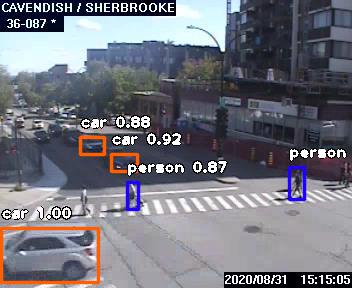 CAVENDISH / SHERBROOKE
36-087 *
car 0.88
car 0.92
person 0.87
person
car 1.00
2020/08/31 15:15:05